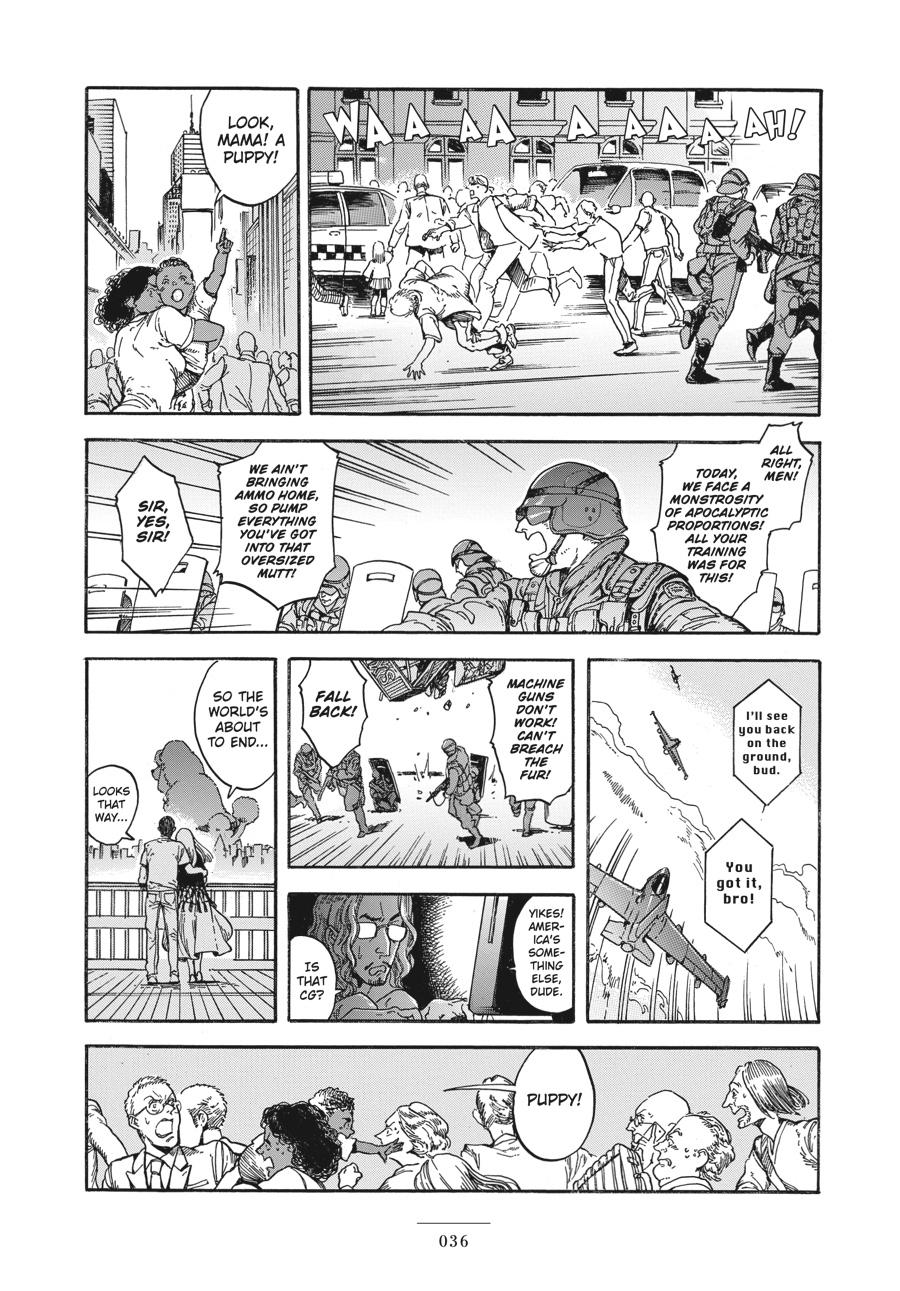 WAA AA A AAA AH!
LOOK,
MAMA! A
PUPPY!
ALL
RIGHT,
MEN!
TODAY,
WE FACE A
MONSTROSITY
OF APOCALYPTIC
PROPORTIONS!
ALL YOUR
TRAINING
WAS FOR
THIS!
WE AIN'T
BRINGING
AMMO HOME,
SO PUMP
EVERYTHING
YOU'VE GOT
INTO THAT
OVERSIZED
MUTT!
SIR,
YES,
SIR!
I'll see
you back
on the
ground,
bud.
You
got it,
bro!
MACHINE
GUNS
DON'T
WORK!
CAN'T
BREACH
THE
FUR!
FALL
BACK!
YIKES!
AMER-
ICA'S
SOME-
THING
ELSE,
DUDE.
IS
THAT
CG?
SO THE
WORLD'S
ABOUT
TO END...
LOOKS
THAT
WAY...
PUPPY!
036